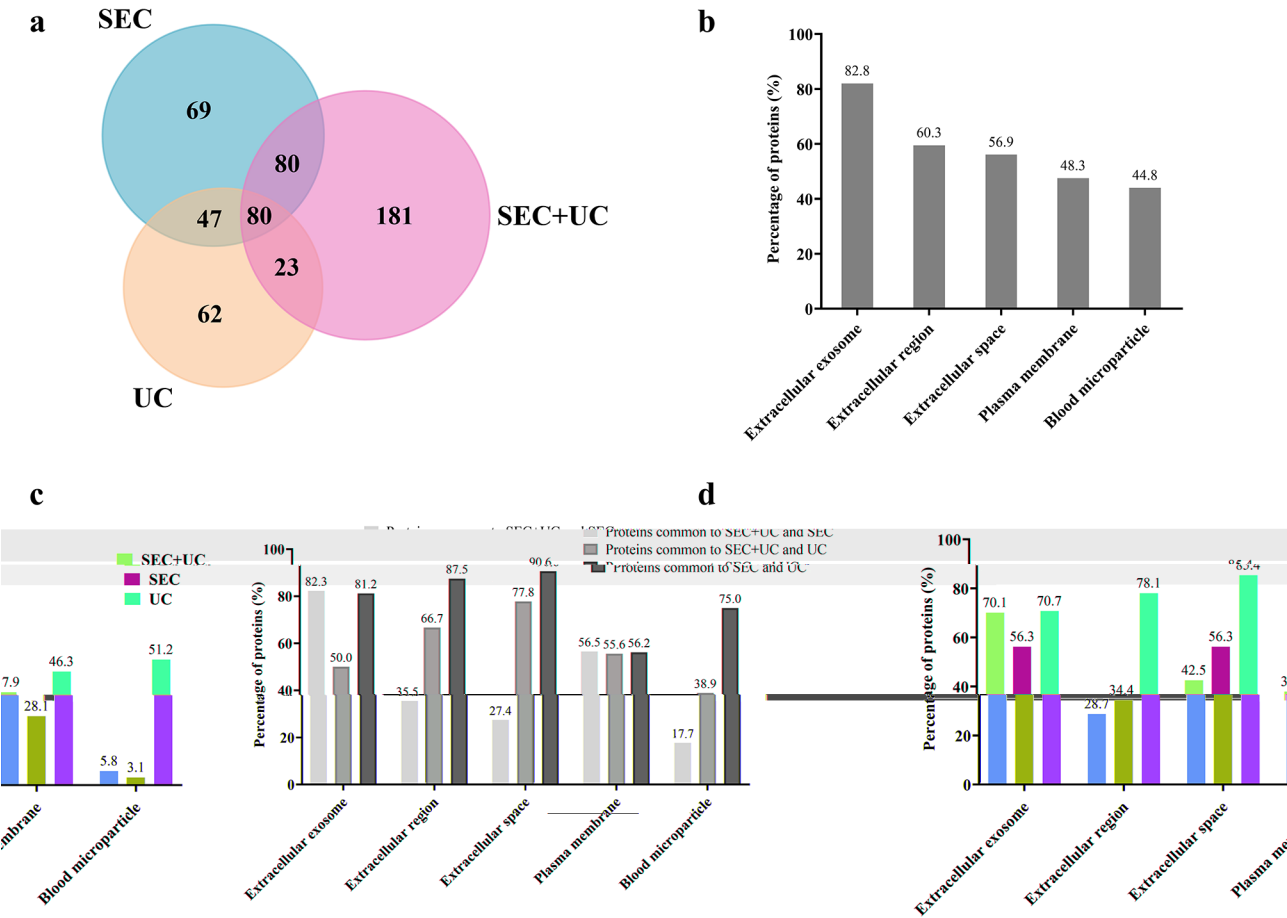 a
SEC
69
80
47
80
181
SEC+UC
23
62
UC
b
Percentage of proteins (%)
100
80
60
40
20
0
82.8
60.3
56.9
48.3
44.8
Extracellular exosome
Extracellular region
Extracellular space
Plasma membrane
Blood microparticle
c
SEC+UC
SEC
UC
7.9
28.1
46.3
5.8
3.1
51.2
embrane
Blood microparticle
Proteins common to SEC+UC and SEC
Proteins common to SEC+UC and UC
Proteins common to SEC and UC
Percentage of proteins (%)
100
80
60
40
20
0
82.3
50.0
81.2
35.5
66.7
87.5
27.4
77.8
90.6
56.5
55.6
56.2
17.7
38.9
75.0
Extracellular exosome
Extracellular region
Extracellular space
Plasma membrane
Blood microparticle
d
Percentage of proteins (%)
100
80
60
40
20
0
70.1
56.3
70.7
28.7
34.4
78.1
42.5
56.3
3
Extracellular exosome
Extracellular region
Extracellular space
Plasma me